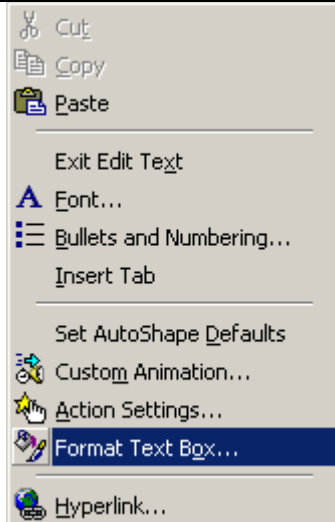 Cut
Copy
Paste
Exit Edit Text
Font...
Bullets and Numbering...
Insert Tab
Set AutoShape Defaults
Custom Animation...
Action Settings...
Format Text Box...
Hyperlink...